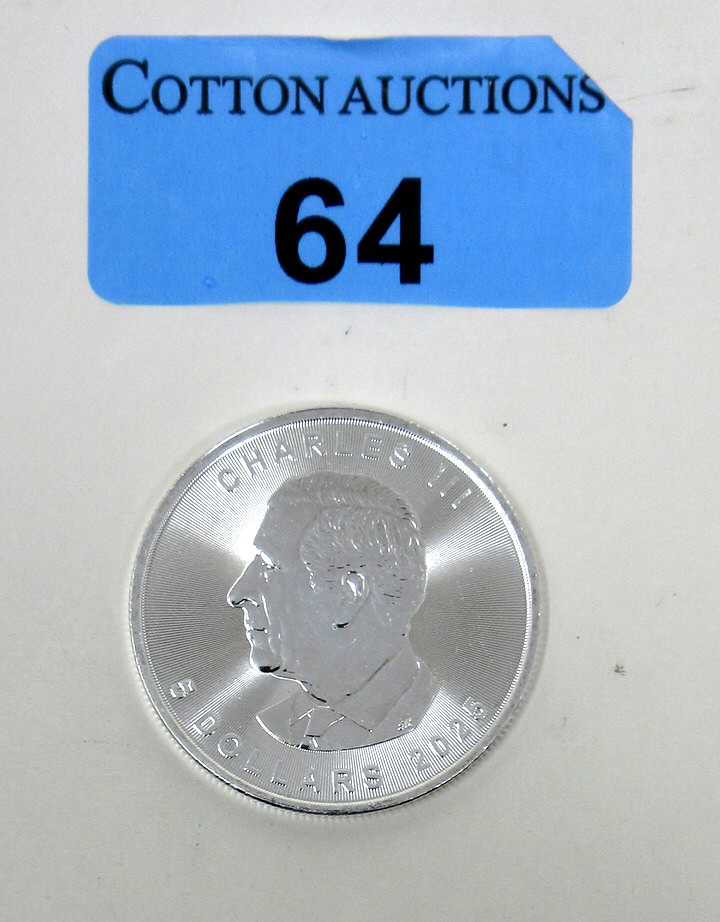 COTTON AUCTIONS
64
CHARLES III
5 DOLLARS 2025